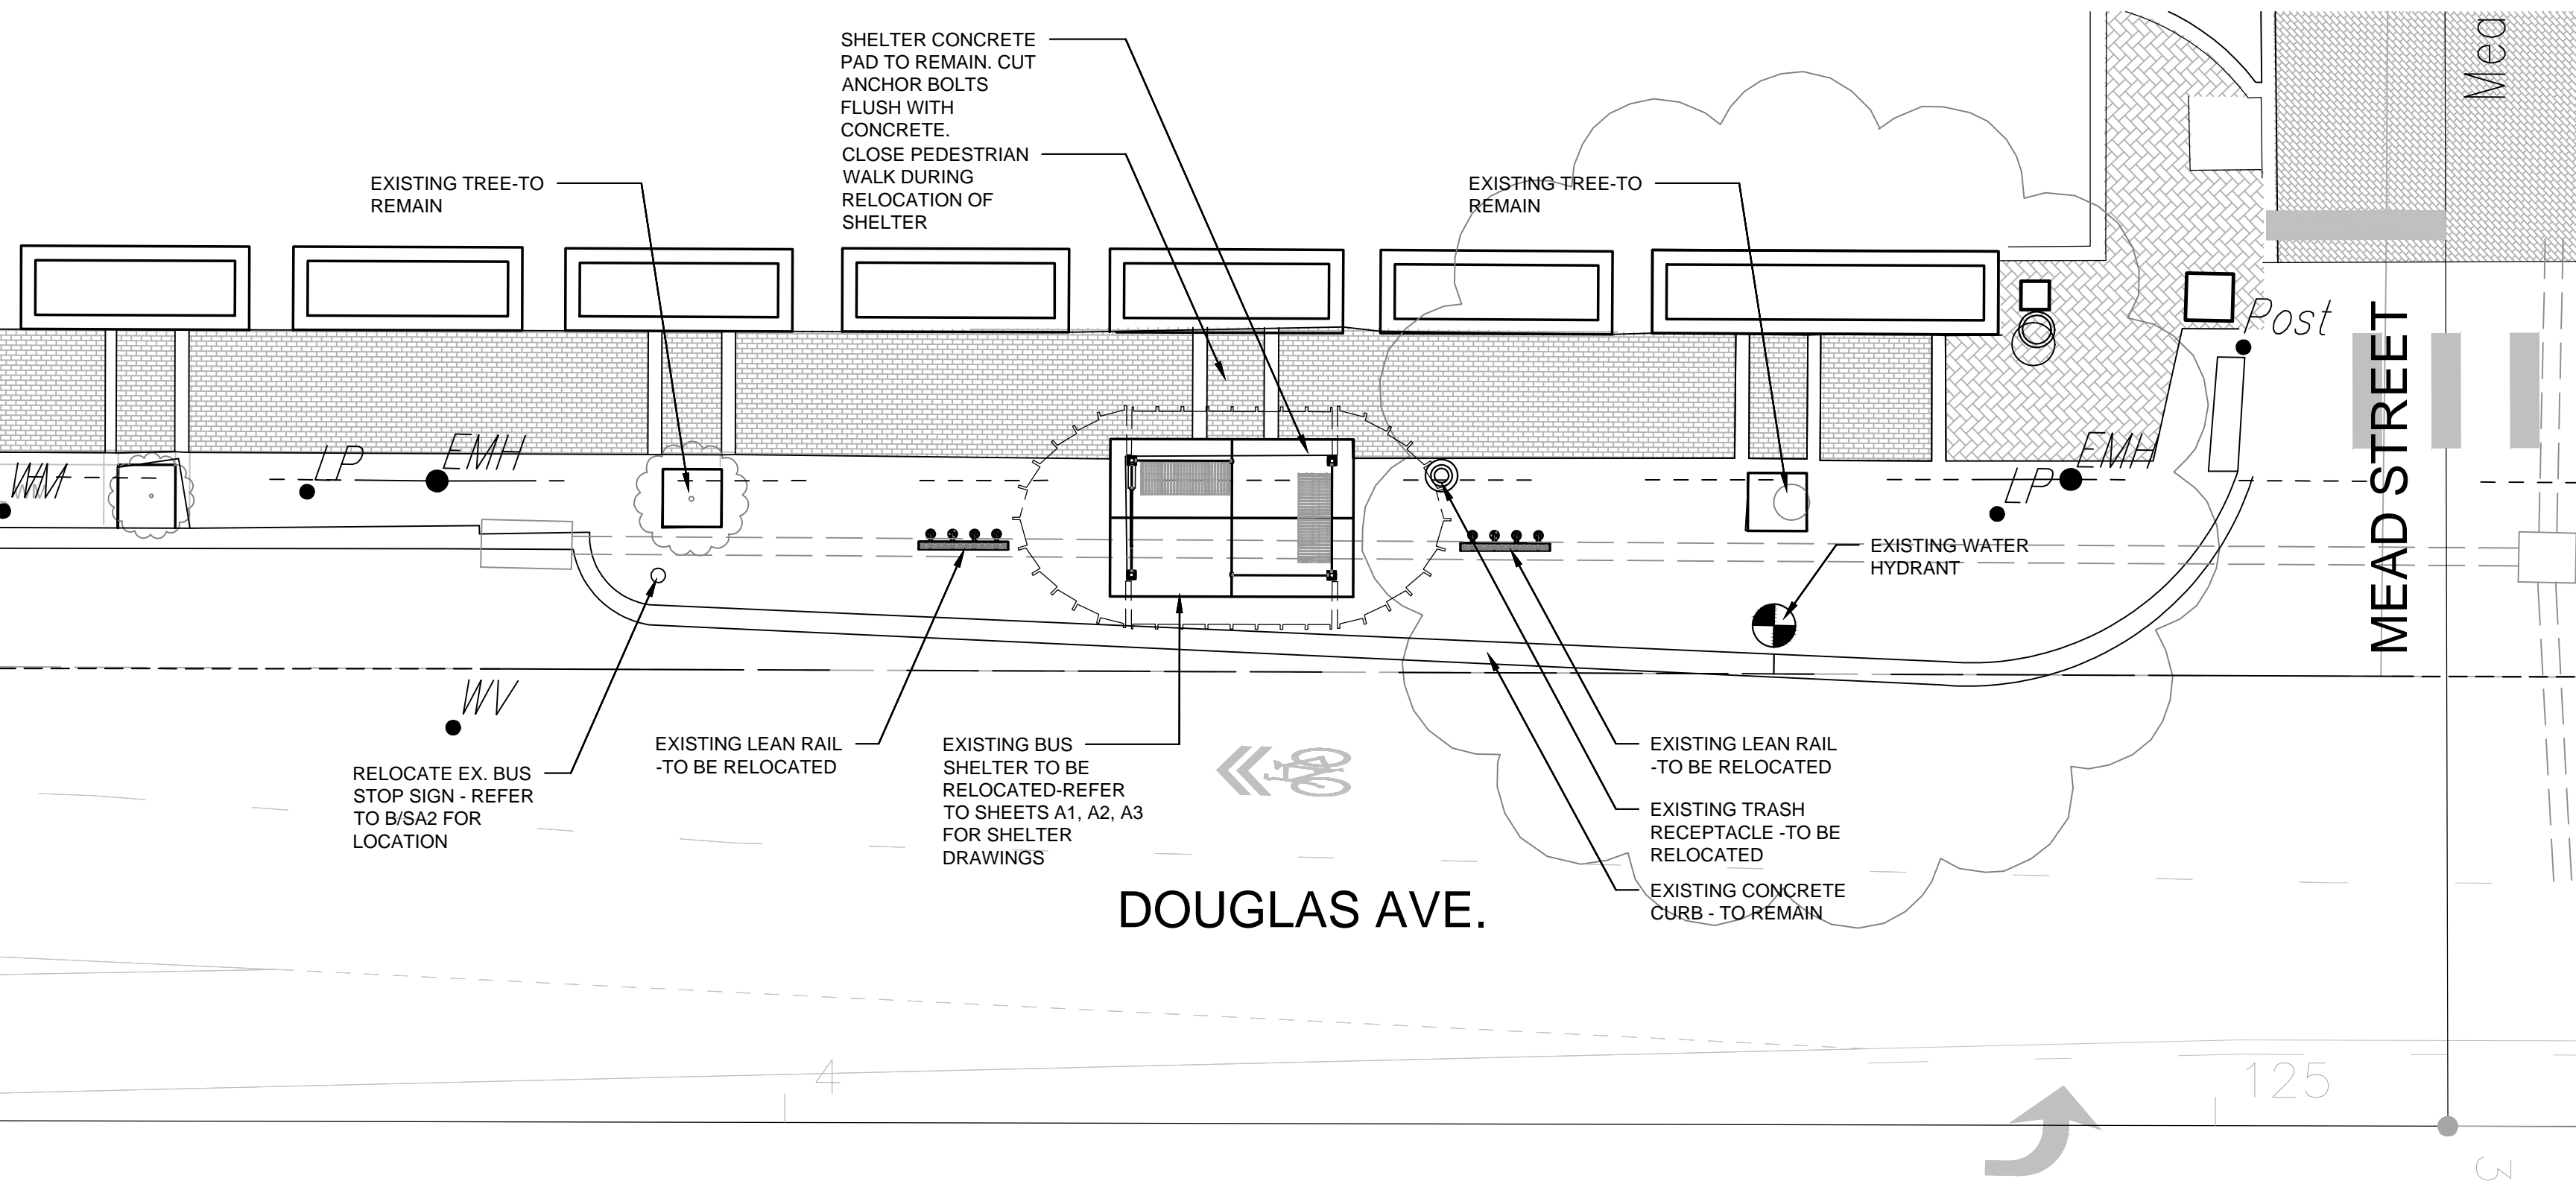 SHELTER CONCRETE
PAD TO REMAIN. CUT
ANCHOR BOLTS
FLUSH WITH
CONCRETE.
CLOSE PEDESTRIAN
WALK DURING
RELOCATION OF
SHELTER
EXISTING TREE-TO
REMAIN
EXISTING TREE-TO
REMAIN
Mead
Post
MEAD STREET
LP
EMH
LP
EMH
EXISTING WATER
HYDRANT
WV
RELOCATE EX. BUS
STOP SIGN - REFER
TO B/SA2 FOR
LOCATION
EXISTING LEAN RAIL
-TO BE RELOCATED
EXISTING BUS
SHELTER TO BE
RELOCATED-REFER
TO SHEETS A1, A2, A3
FOR SHELTER
DRAWINGS
EXISTING LEAN RAIL
-TO BE RELOCATED
EXISTING TRASH
RECEPTACLE -TO BE
RELOCATED
EXISTING CONCRETE
CURB - TO REMAIN
DOUGLAS AVE.
4
125
3